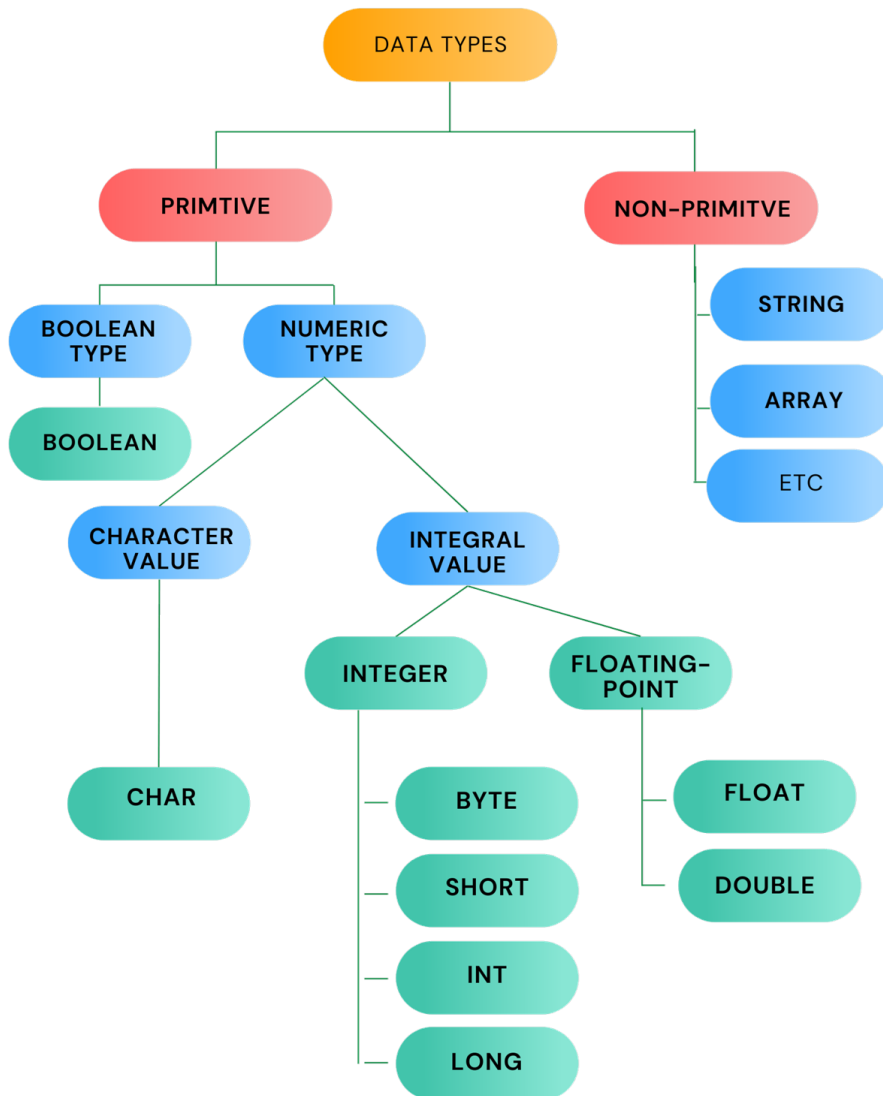 DATA TYPES
PRIMTIVE
NON-PRIMITVE
STRING
BOOLEAN
TYPE
NUMERIC
TYPE
ARRAY
BOOLEAN
ETC
CHARACTER
VALUE
INTEGRAL
VALUE
INTEGER
FLOATING-
POINT
CHAR
BYTE
FLOAT
SHORT
DOUBLE
INT
LONG